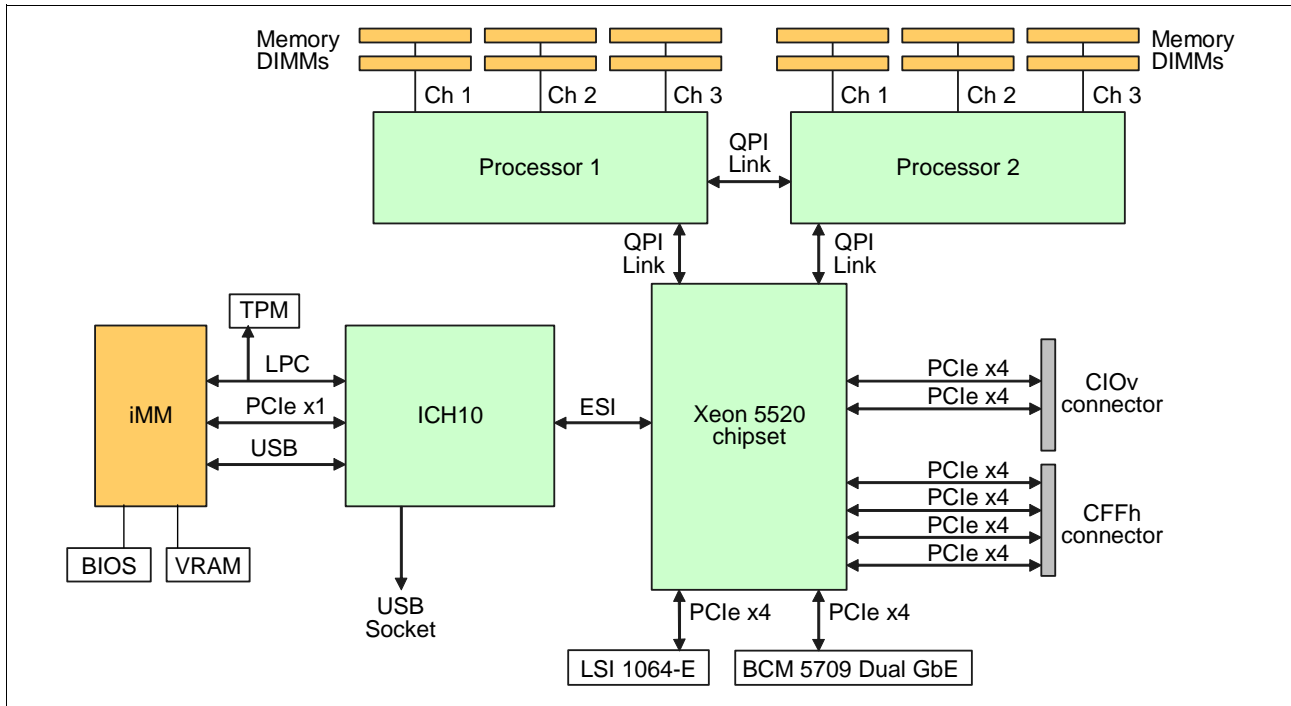 Memory
DIMMs
Ch 1
Ch 2
Ch 3
Ch 1
Ch 2
Ch 3
Memory
DIMMs
Processor 1
QPI
Link
Processor 2
QPI
Link
QPI
Link
TPM
iMM
LPC
PCIe x1
USB
ICH10
ESI
Xeon 5520
chipset
PCIe x4
PCIe x4
CIOv
connector
PCIe x4
PCIe x4
PCIe x4
PCIe x4
CFFh
connector
BIOS
VRAM
USB
Socket
PCIe x4
PCIe x4
LSI 1064-E
BCM 5709 Dual GbE